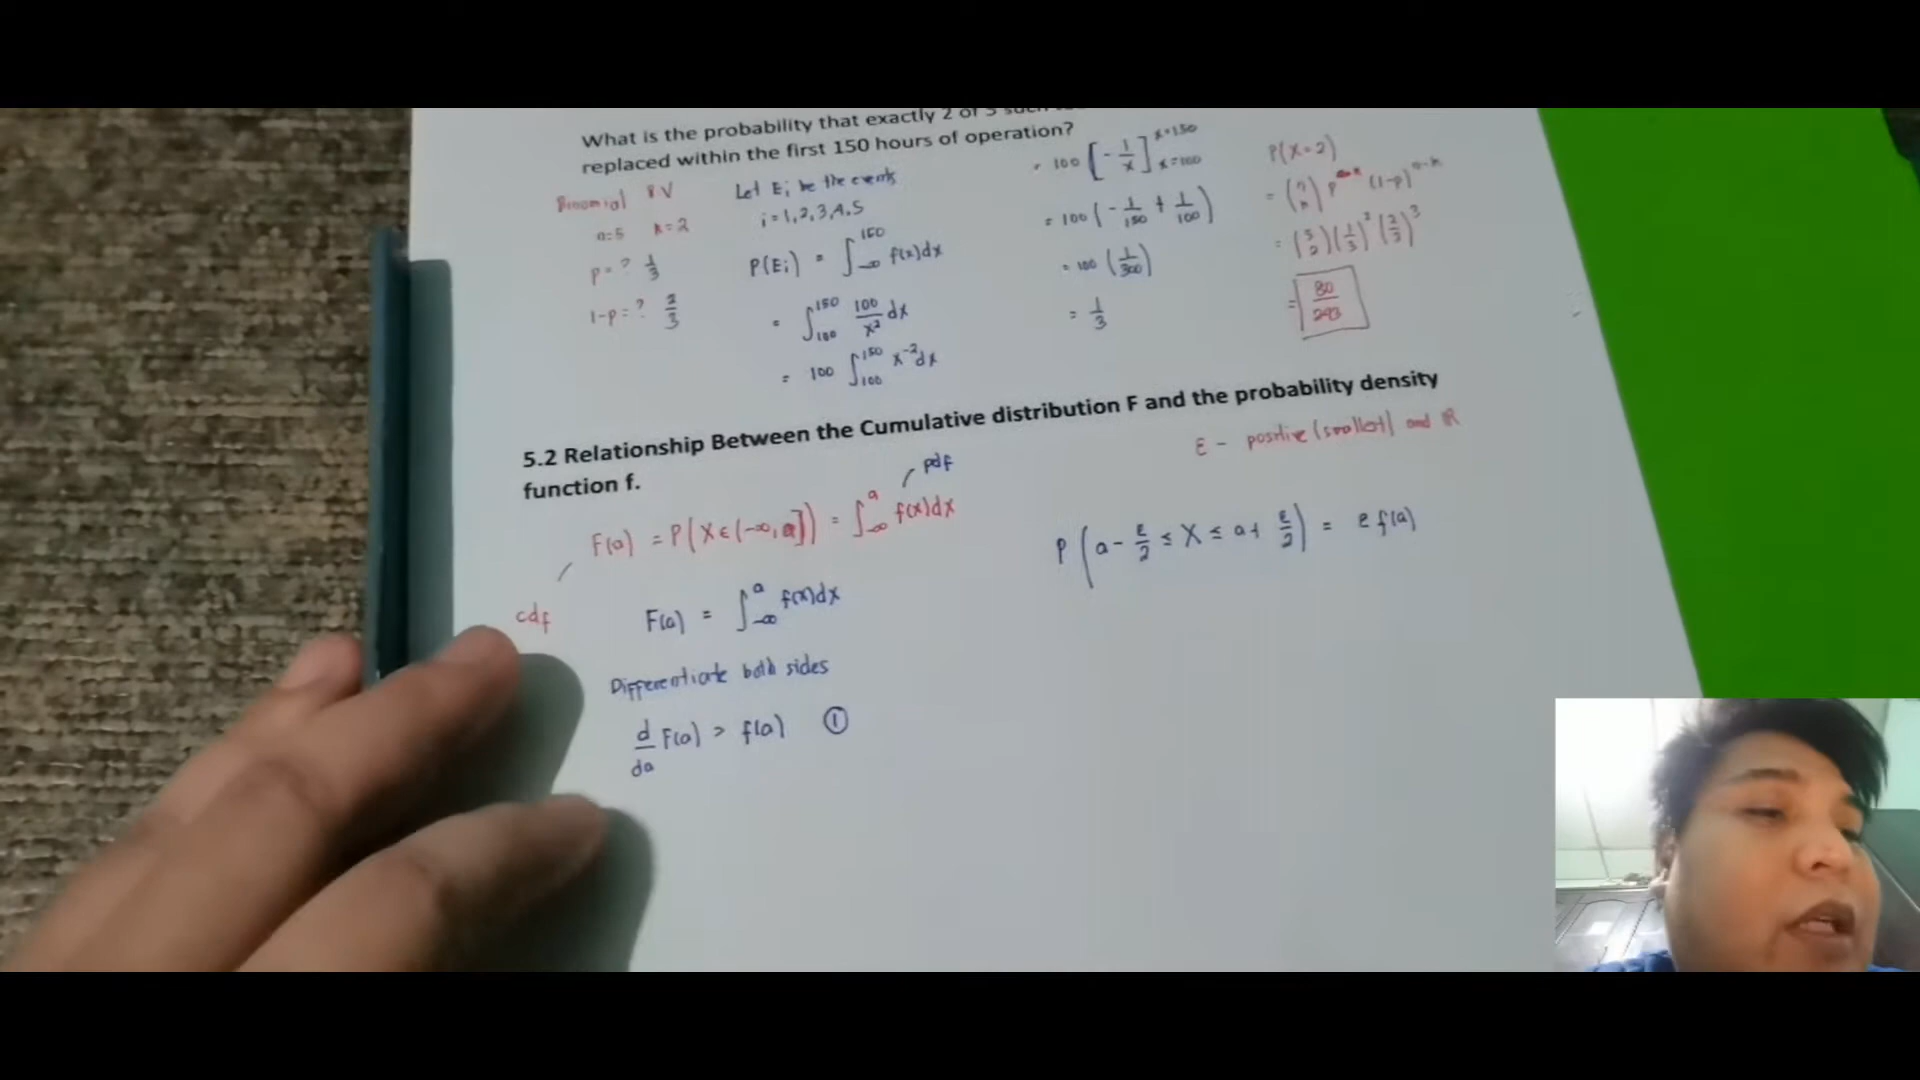 What is the probability that exactly 2 of 5 such
replaced within the first 150 hours of operation?
Binomial RV
n=5 k=2
p = ? 1/3
1-p = ? 2/3
Let Ei be the events
i = 1,2,3,4,5
P(Ei) = ∫_{-∞}^{150} f(x)dx
= ∫_{100}^{150} 100/x² dx
= 100 ∫_{100}^{150} x^{-2} dx
= 100 [-1/x]_{x=100}^{x=150}
= 100 (-1/150 + 1/100)
= 100 (1/300)
= 1/3
P(X=2)
= (n k) p (1-p)^{n-k}
= (5 2)(1/3)²(2/3)³
= 80/243
5.2 Relationship Between the Cumulative distribution F and the probability density
function f.
pdf
F(a) = P(X∈(-∞,a]) = ∫_{-∞}^{a} f(x)dx
cdf
F(a) = ∫_{-∞}^{a} f(x)dx
Differentiate both sides
d/da F(a) = f(a) ①
ε - positive (smallest) and ℝ
P(a - ε/2 ≤ X ≤ a + ε/2) = ε f(a)